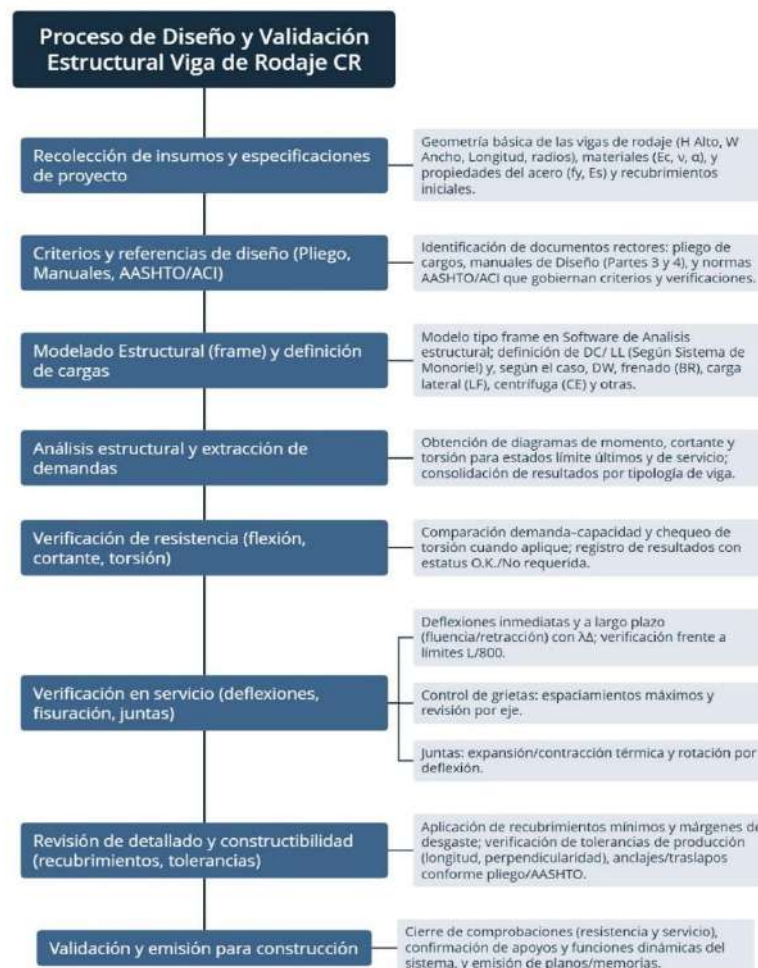 Proceso de Diseño y Validación
Estructural Viga de Rodaje CR
Recolección de insumos y especificaciones
de proyecto
Geometría básica de las vigas de rodaje (H Alto, W
Ancho, Longitud, radios), materiales (Ec, ν, α), y
propiedades del acero (fy, Es) y recubrimientos
iniciales.
Criterios y referencias de diseño (Pliego,
Manuales, AASHTO/ACI)
Identificación de documentos rectores: pliego de
cargos, manuales de Diseño (Partes 3 y 4), y normas
AASHTO/ACI que gobiernan criterios y verificaciones.
Modelado Estructural (frame) y definición
de cargas
Modelo tipo frame en Software de Analisis
estructural; definición de DC/ LL (Según Sistema de
Monoriel) y, según el caso, DW, frenado (BR), carga
lateral (LF), centrífuga (CE) y otras.
Análisis estructural y extracción de
demandas
Obtención de diagramas de momento, cortante y
torsión para estados límite últimos y de servicio;
consolidación de resultados por tipología de viga.
Verificación de resistencia (flexión,
cortante, torsión)
Comparación demanda–capacidad y chequeo de
torsión cuando aplique; registro de resultados con
estatus O.K./No requerida.
Verificación en servicio (deflexiones,
fisuración, juntas)
Deflexiones inmediatas y a largo plazo
(fluencia/retracción) con λΔ; verificación frente a
límites L/800.
Control de grietas: espaciamientos máximos y
revisión por eje.
Juntas: expansión/contracción térmica y rotación por
deflexión.
Revisión de detallado y constructibilidad
(recubrimientos, tolerancias)
Aplicación de recubrimientos mínimos y márgenes de
desgaste; verificación de tolerancias de producción
(longitud, perpendicularidad), anclajes/traslapos
conforme pliego/AASHTO.
Validación y emisión para construcción
Cierre de comprobaciones (resistencia y servicio),
confirmación de apoyos y funciones dinámicas del
sistema, y emisión de planos/memorias.